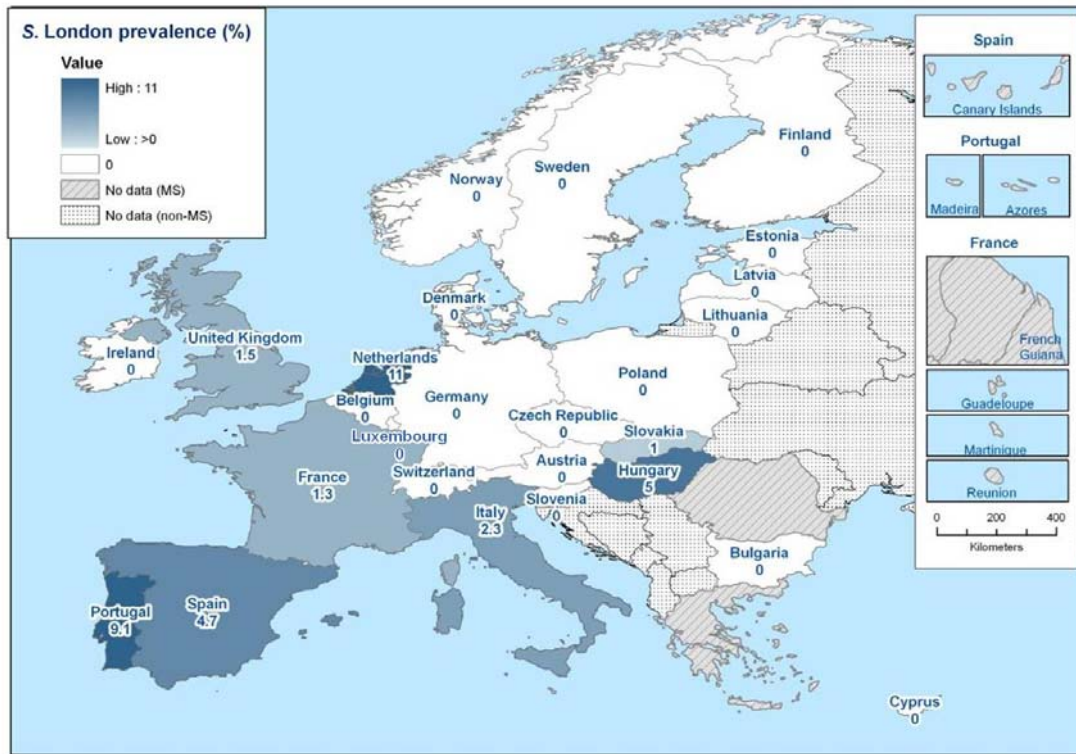 S. London prevalence (%)
Value
High : 11
Low : >0
0
No data (MS)
No data (non-MS)
Spain
Canary Islands
Portugal
Madeira
Azores
France
French
Guiana
Guadeloupe
Martinique
Reunion
0 200 400
Kilometers
Finland
0
Sweden
0
Norway
0
Estonia
0
Latvia
0
Lithuania
0
Denmark
0
United Kingdom
1.5
Ireland
0
Netherlands
11
Belgium
0
Germany
0
Poland
0
Czech Republic
0
Slovakia
1
Luxembourg
0
Austria
0
Hungary
5
Switzerland
0
France
1.3
Slovenia
0
Italy
2.3
Bulgaria
0
Portugal
9.1
Spain
4.7
Cyprus
0